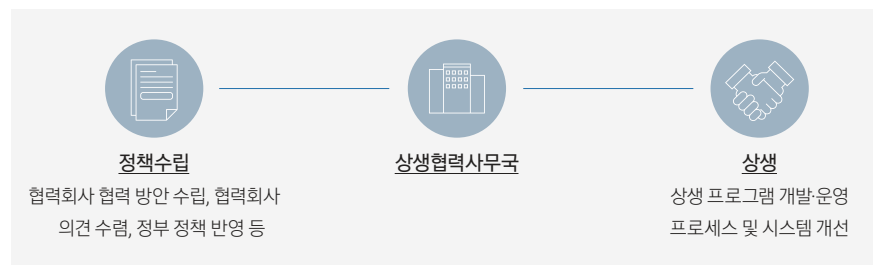 정책수립
협력회사 협력 방안 수립, 협력회사
의견 수렴, 정부 정책 반영 등
상생협력사무국
상생
상생 프로그램 개발·운영
프로세스 및 시스템 개선